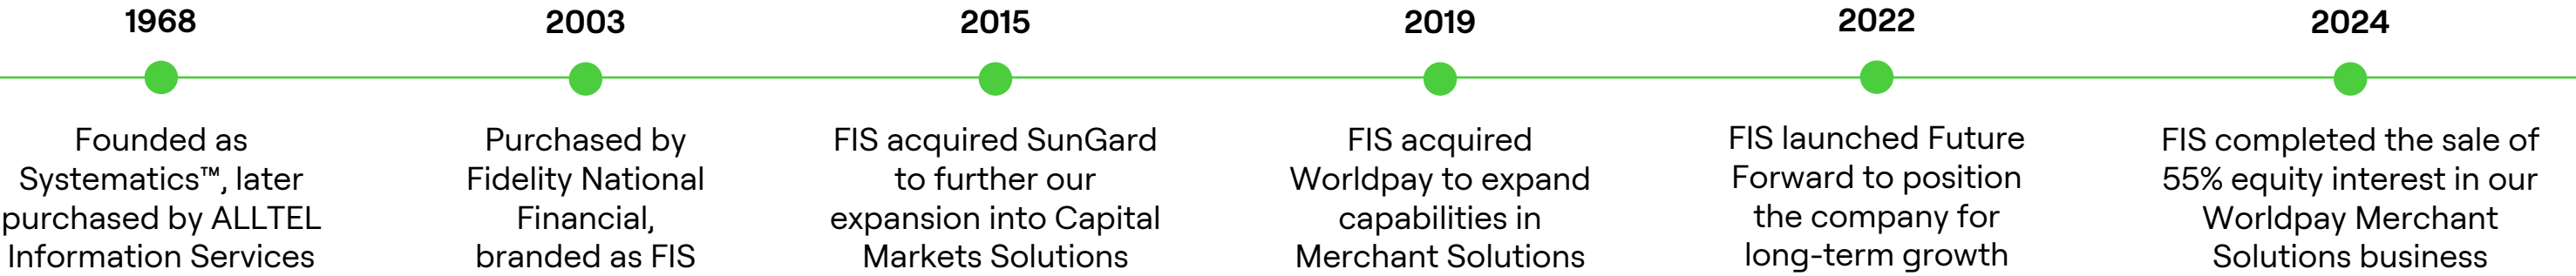 1968
Founded as
Systematics™, later
purchased by ALLTEL
Information Services
2003
Purchased by
Fidelity National
Financial,
branded as FIS
2015
FIS acquired SunGard
to further our
expansion into Capital
Markets Solutions
2019
FIS acquired
Worldpay to expand
capabilities in
Merchant Solutions
2022
FIS launched Future
Forward to position
the company for
long-term growth
2024
FIS completed the sale of
55% equity interest in our
Worldpay Merchant
Solutions business